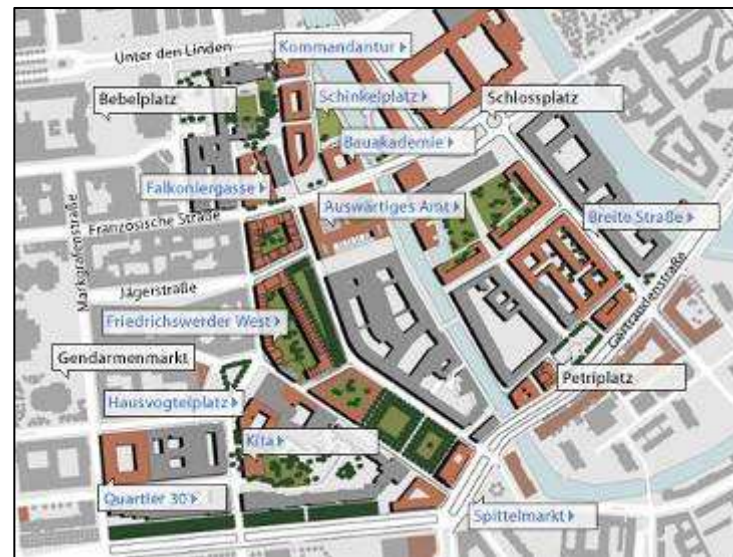 Unter den Linden
Kommandantur
Bebelplatz
Schinkelplatz
Schlossplatz
Bauakademie
Falkoniergasse
Auswärtiges Amt
Breite Straße
Französische Straße
Markgrafenstraße
Jägerstraße
Gertraudenstraße
Friedrichswerder West
Gendarmenmarkt
Petriplatz
Hausvogteiplatz
Kita
Quartier 30
Spittelmarkt